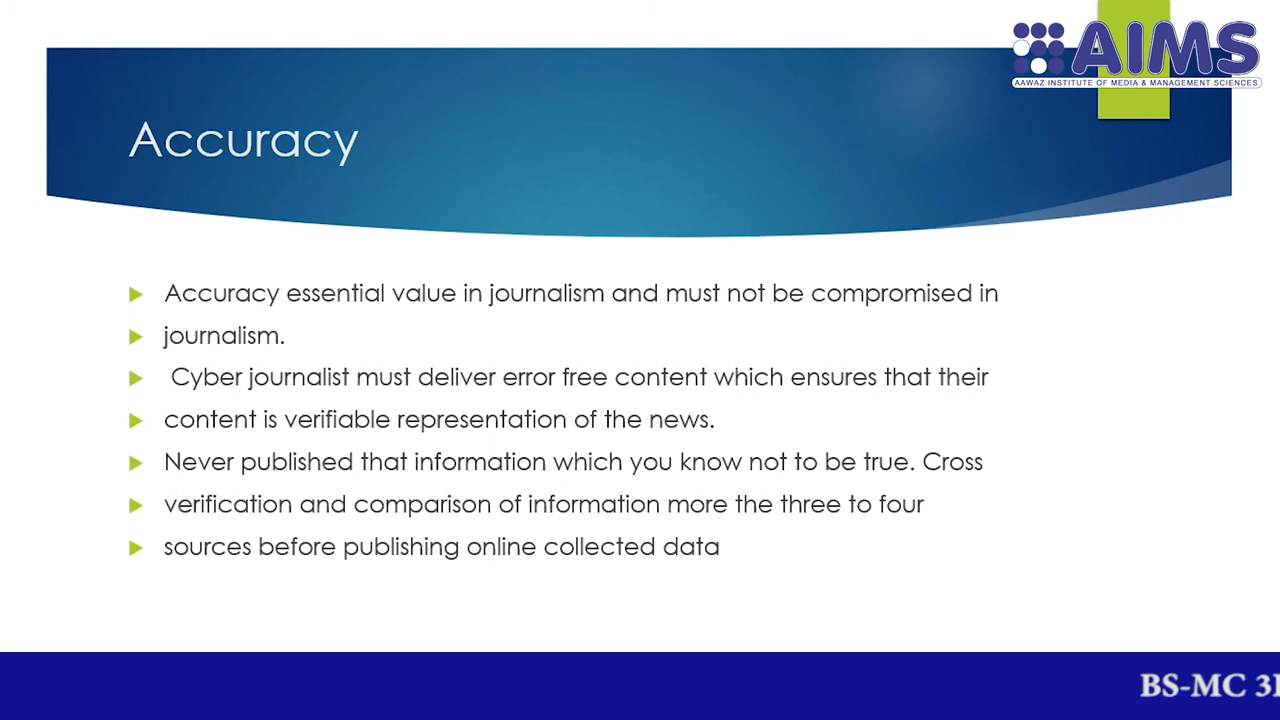 AIMS
AAWAZ INSTITUTE OF MEDIA & MANAGEMENT SCIENCES
Accuracy
Accuracy essential value in journalism and must not be compromised in
journalism.
Cyber journalist must deliver error free content which ensures that their
content is verifiable representation of the news.
Never published that information which you know not to be true. Cross
verification and comparison of information more the three to four
sources before publishing online collected data
BS-MC 3